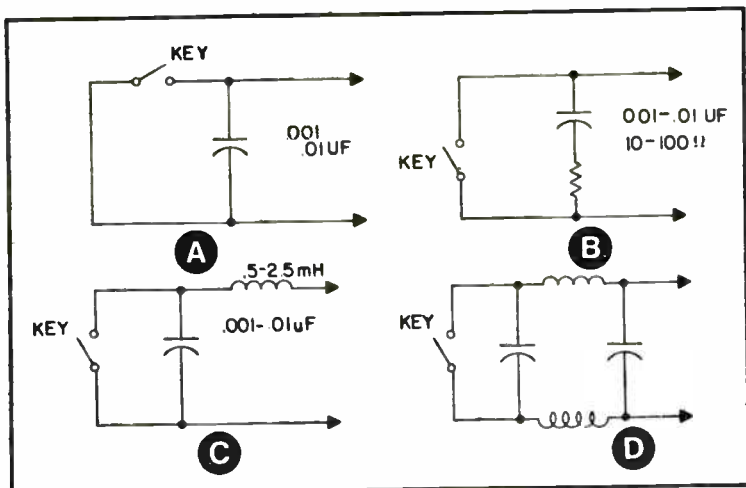 KEY
.001
.01UF
A
KEY
001-.01 UF
10-100Ω
B
.5-2.5mH
KEY
.001-.01uF
C
KEY
D